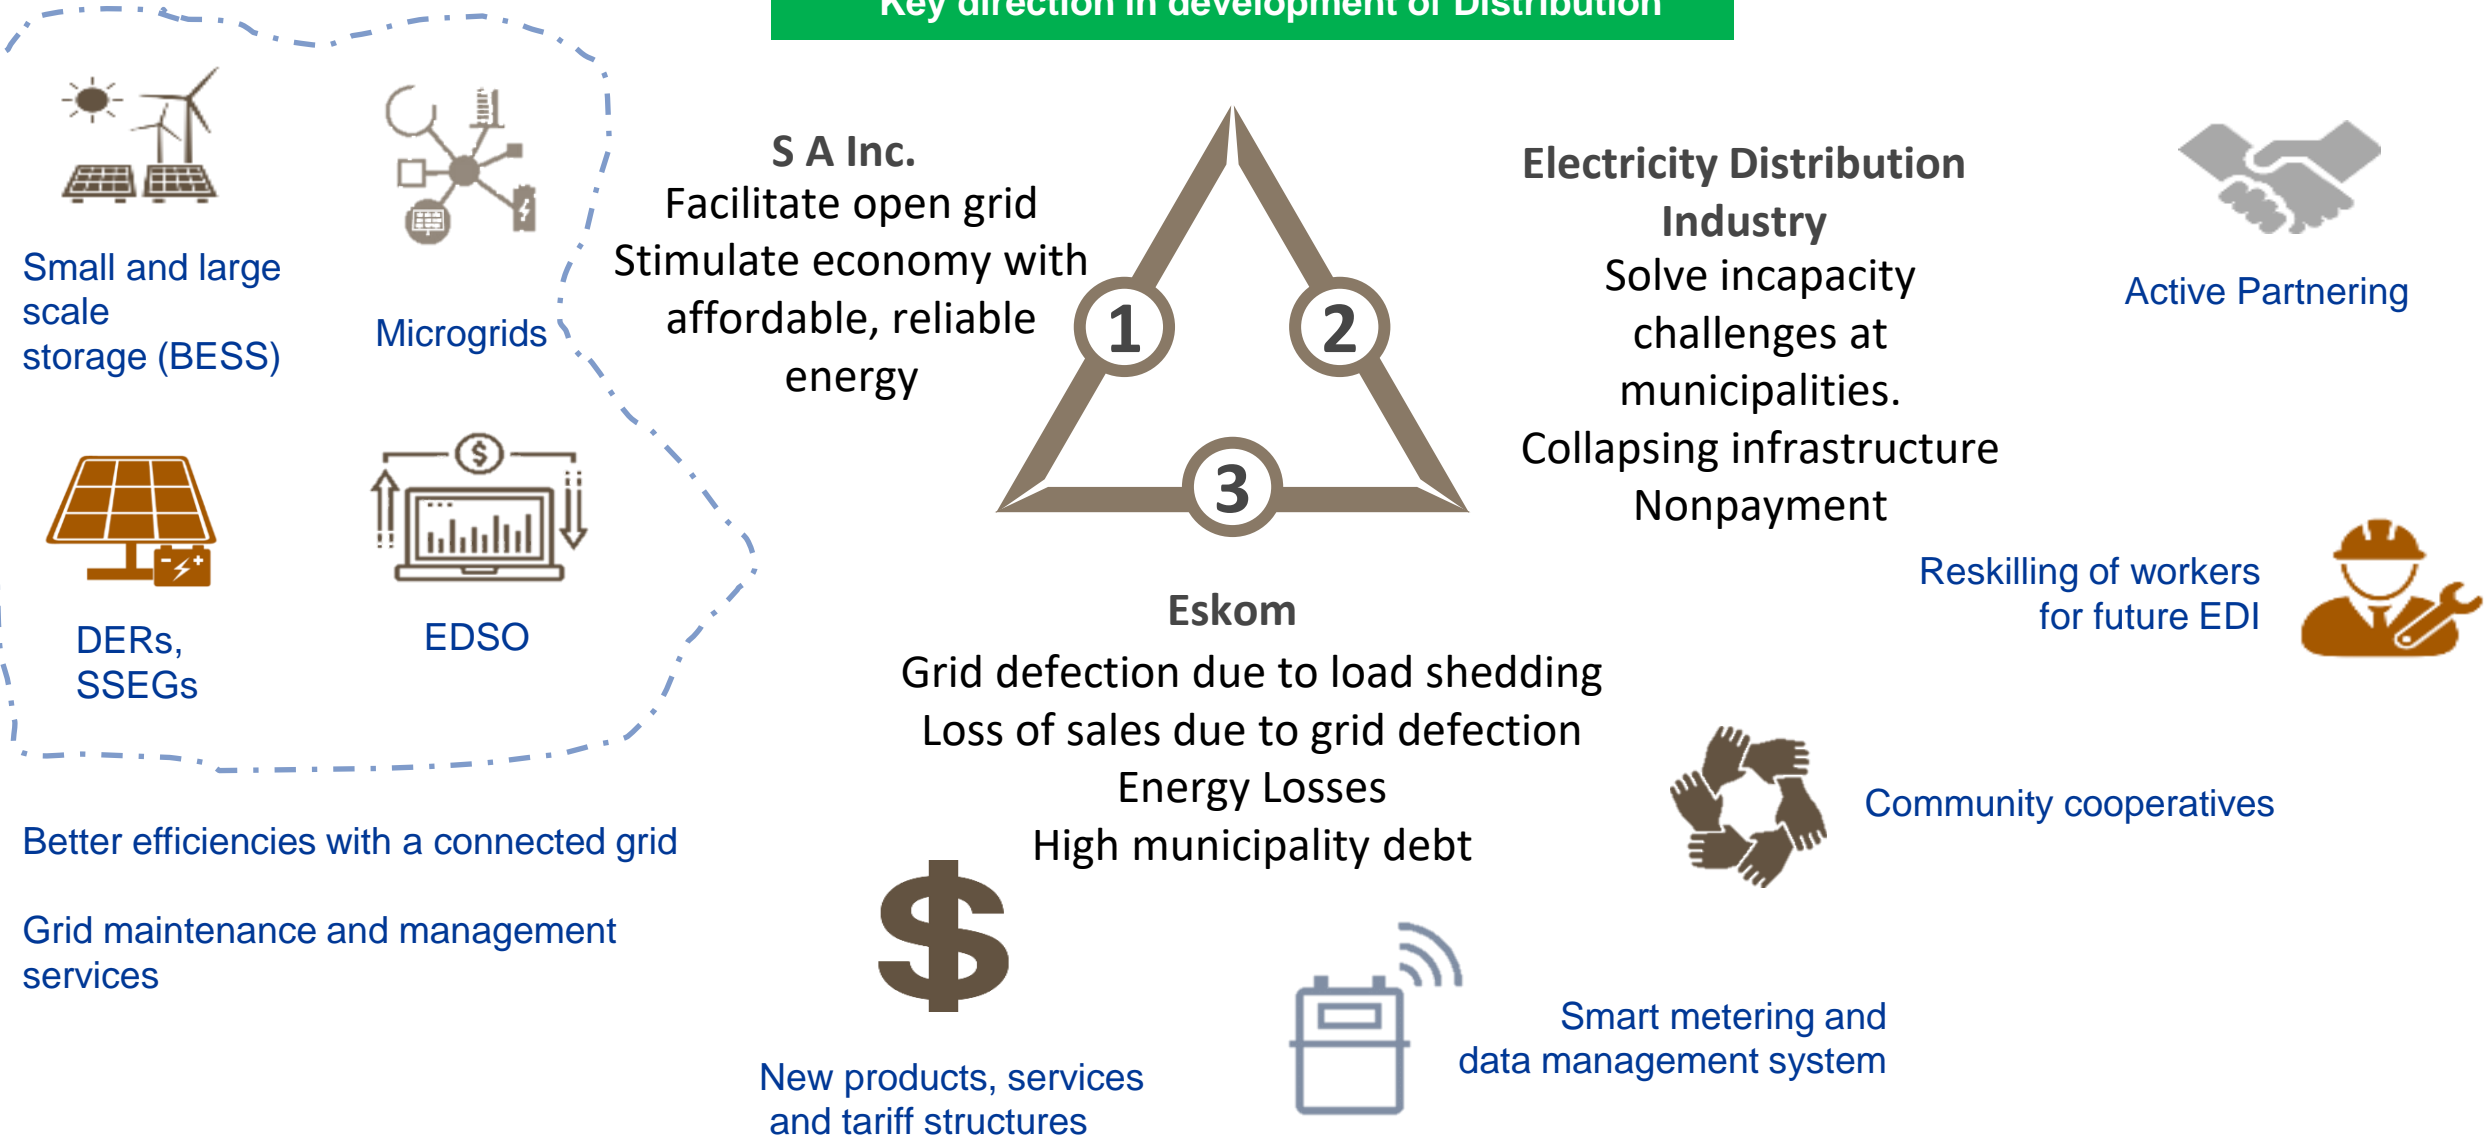 Key direction in development of Distribution
Small and large
scale
storage (BESS)
Microgrids
DERs,
SSEGs
$
EDSO
Better efficiencies with a connected grid
Grid maintenance and management
services
S A Inc.
Facilitate open grid
Stimulate economy with
affordable, reliable
energy
1
2
3
Electricity Distribution
Industry
Solve incapacity
challenges at
municipalities.
Collapsing infrastructure
Nonpayment
Eskom
Grid defection due to load shedding
Loss of sales due to grid defection
Energy Losses
High municipality debt
Active Partnering
Reskilling of workers
for future EDI
Community cooperatives
$
New products, services
and tariff structures
Smart metering and
data management system